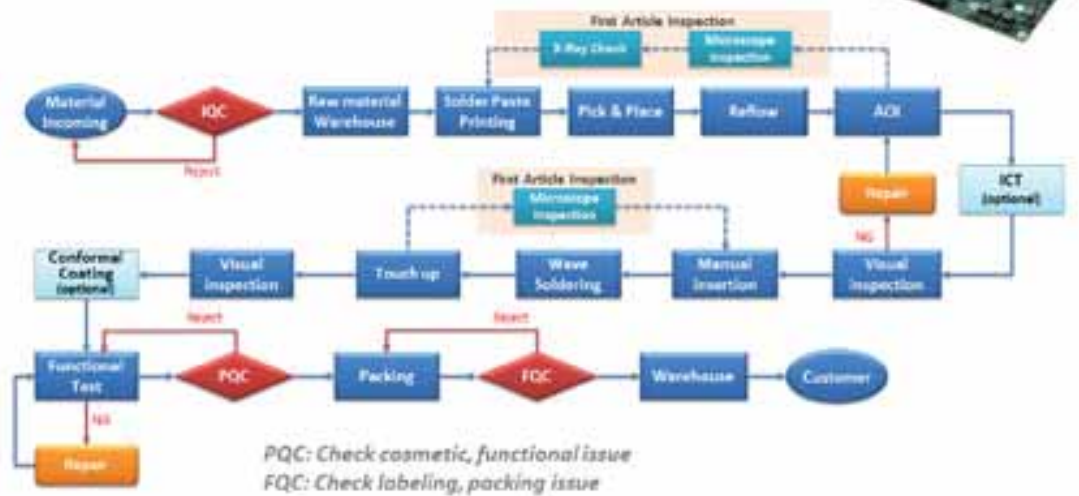 First Article Inspection
X-Ray Check
Microscope
Inspection
Material
Incoming
IQC
Raw material
Warehouse
Solder Paste
Printing
Pick & Place
Reflow
AOI
Reject
ICT
(optional)
Repair
NG
First Article Inspection
Microscope
Inspection
Conformal
Coating
(optional)
Visual
Inspection
Touch up
Wave
Soldering
Manual
Insertion
Visual
Inspection
Reject
Reject
Functional
Test
PQC
Packing
FQC
Warehouse
Customer
NG
Repair
PQC: Check cosmetic, functional issue
FQC: Check labeling, packing issue